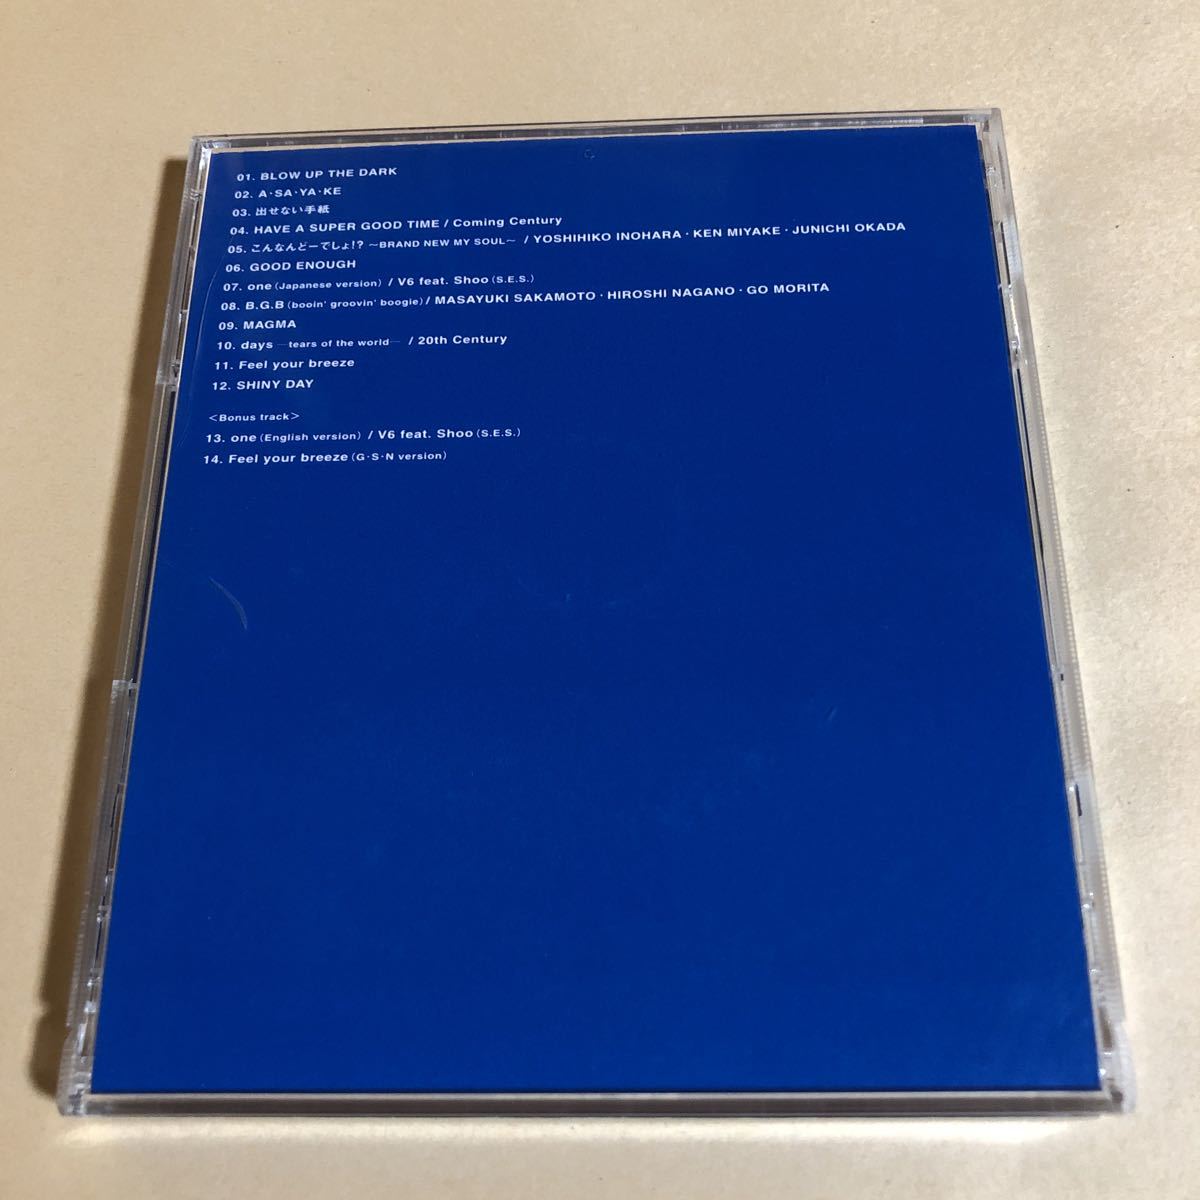 01. BLOW UP THE DARK
02. A・SA・YA・KE
03. 出せない手紙
04. HAVE A SUPER GOOD TIME / Coming Century
05. こんなんどーでしょ!? 〜BRAND NEW MY SOUL〜 / YOSHIHIKO INOHARA・KEN MIYAKE・JUNICHI OKADA
06. GOOD ENOUGH
07. one (Japanese version) / V6 feat. Shoo (S.E.S.)
08. B.G.B (booin' groovin' boogie) / MASAYUKI SAKAMOTO・HIROSHI NAGANO・GO MORITA
09. MAGMA
10. days ―tears of the world― / 20th Century
11. Feel your breeze
12. SHINY DAY
<Bonus track>
13. one (English version) / V6 feat. Shoo (S.E.S.)
14. Feel your breeze (G・S・N version)